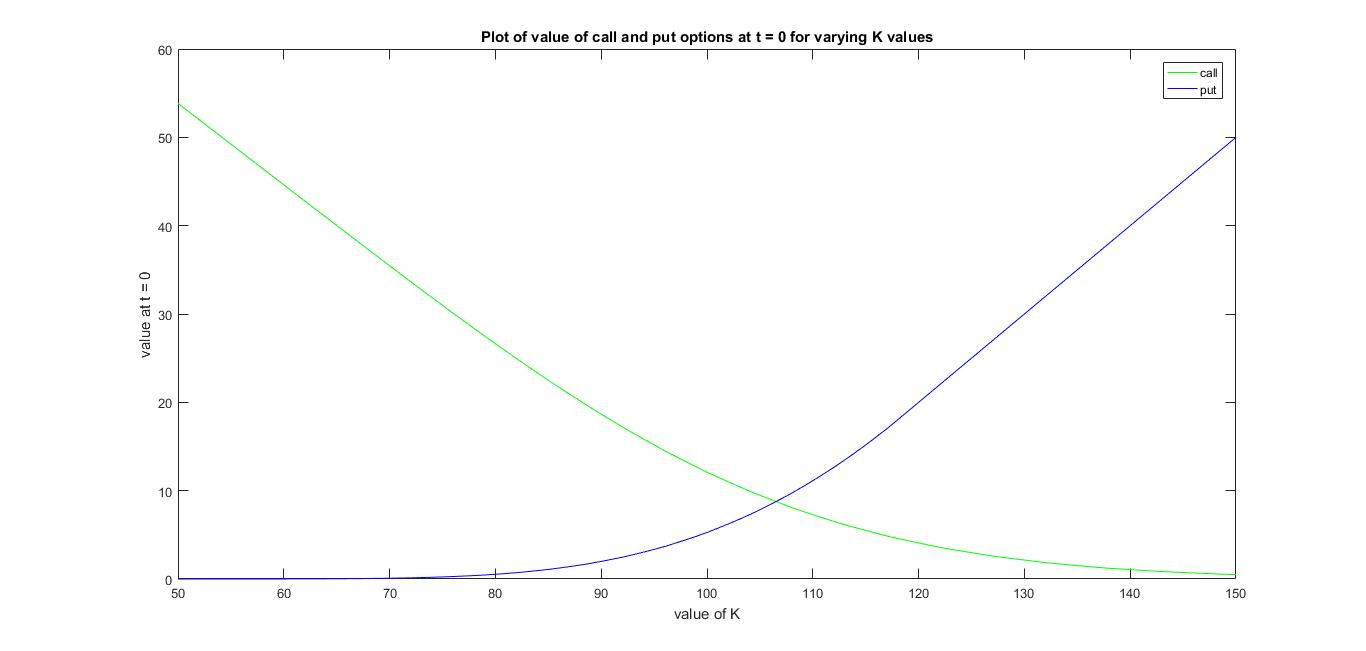 Plot of value of call and put options at t = 0 for varying K values
call
put
60
50
40
30
20
10
0
value at t = 0
50 60 70 80 90 100 110 120 130 140 150
value of K